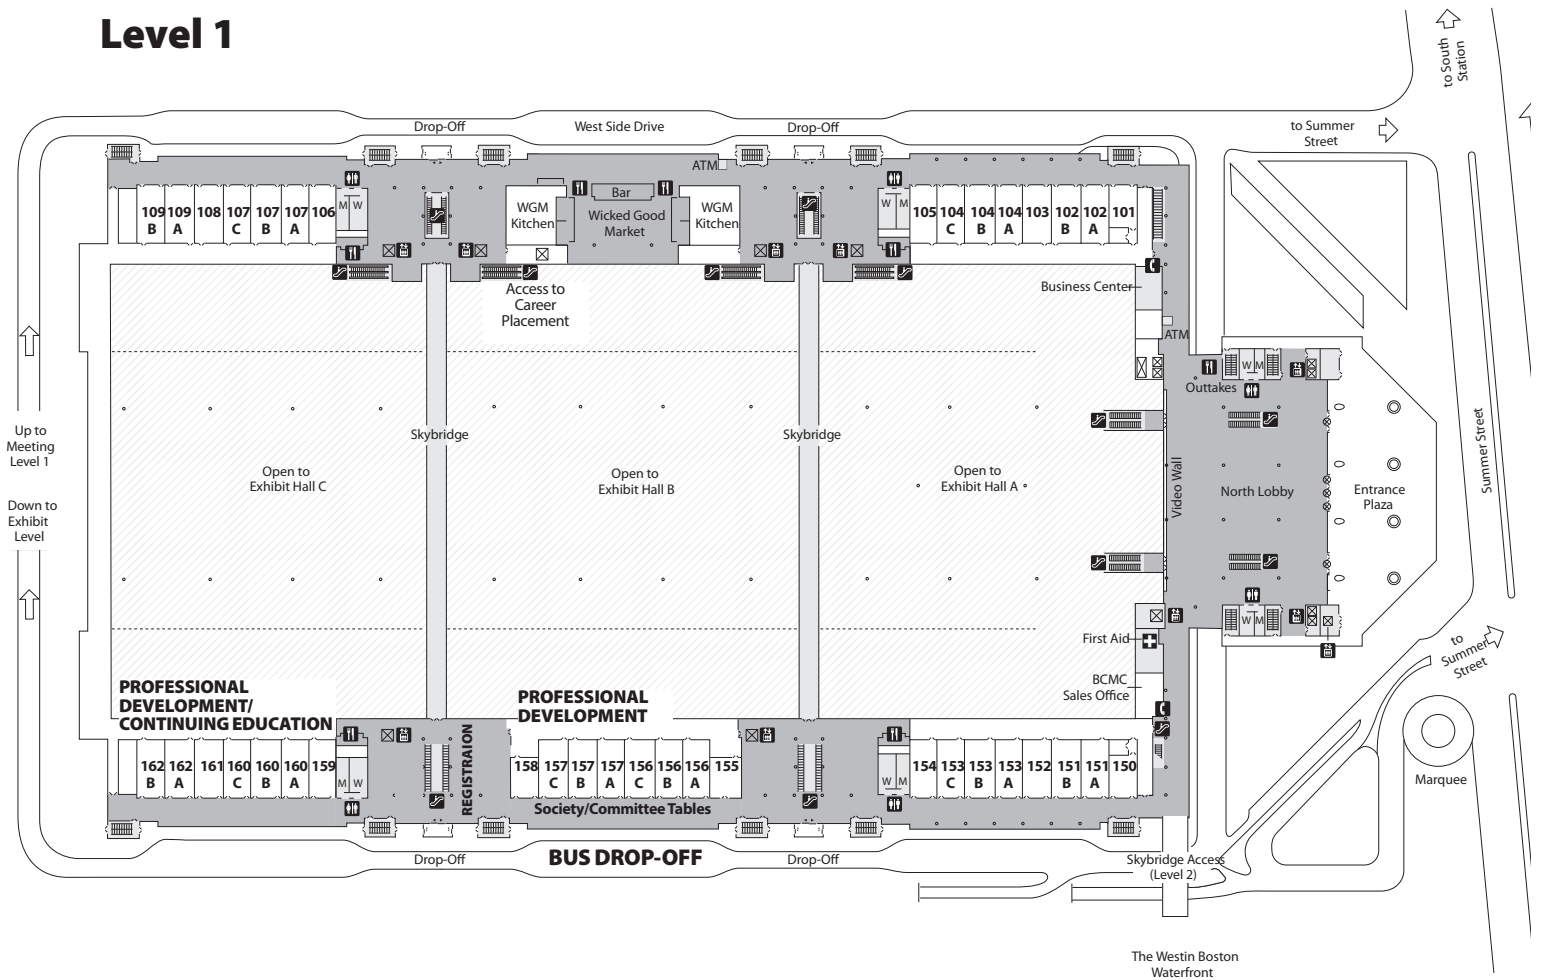 Level 1
to South
Station
Drop-Off
West Side Drive
Drop-Off
to Summer
Street
ATM
109
B
109
A
108
107
C
107
B
107
A
106
M W
WGM
Kitchen
Bar
Wicked Good
Market
WGM
Kitchen
W M
105
104
C
104
B
104
A
103
102
B
102
A
101
Access to
Career
Placement
Business Center
ATM
W M
Outtakes
Up to
Meeting
Level 1
Down to
Exhibit
Level
Skybridge
Skybridge
Open to
Exhibit Hall C
Open to
Exhibit Hall B
Open to
Exhibit Hall A
Video Wall
North Lobby
Entrance
Plaza
Summer Street
W M
First Aid
to
Summer
Street
BCMC
Sales Office
PROFESSIONAL
DEVELOPMENT/
CONTINUING EDUCATION
PROFESSIONAL
DEVELOPMENT
162
B
162
A
161
160
C
160
B
160
A
159
M W
REGISTRAION
158
157
C
157
B
157
A
156
C
156
B
156
A
155
W M
154
153
C
153
B
153
A
152
151
B
151
A
150
Marquee
Society/Committee Tables
Drop-Off
BUS DROP-OFF
Drop-Off
Skybridge Access
(Level 2)
The Westin Boston
Waterfront